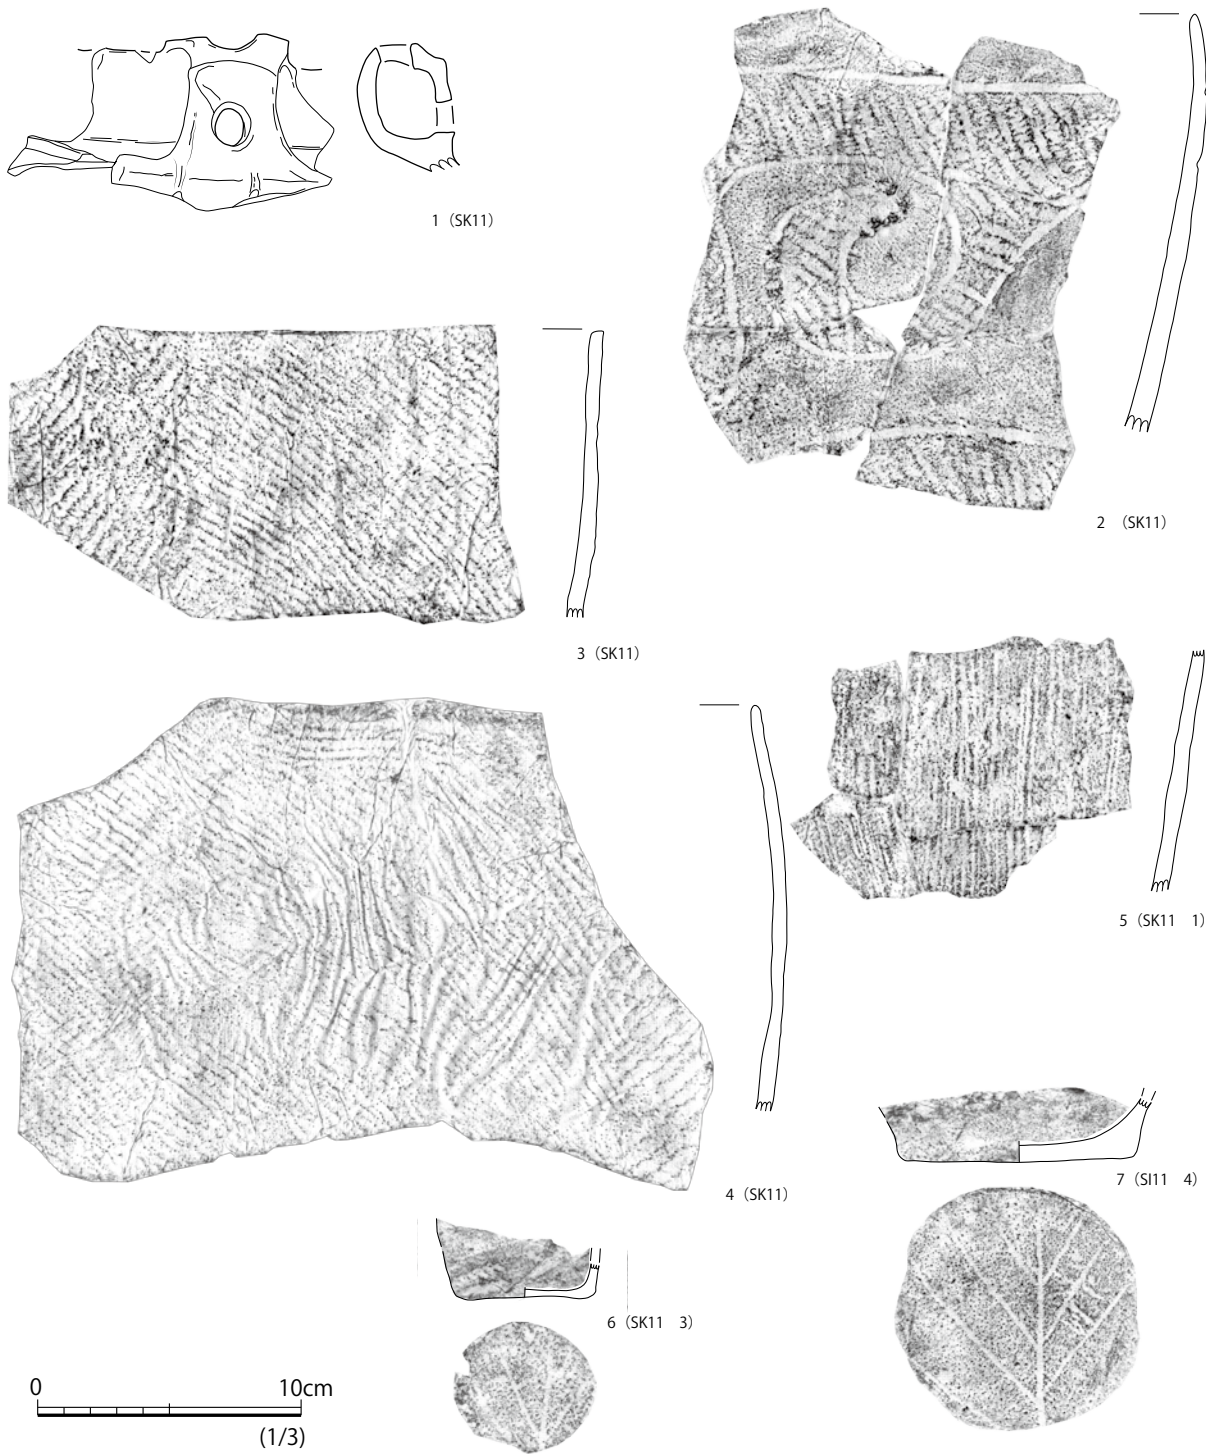 1（SK11）
2　（SK11）
3（SK11）
4（SK11）
5（SK11　1）
6（SK11　3）
7（SI11　4）
0　10cm
(1/3)